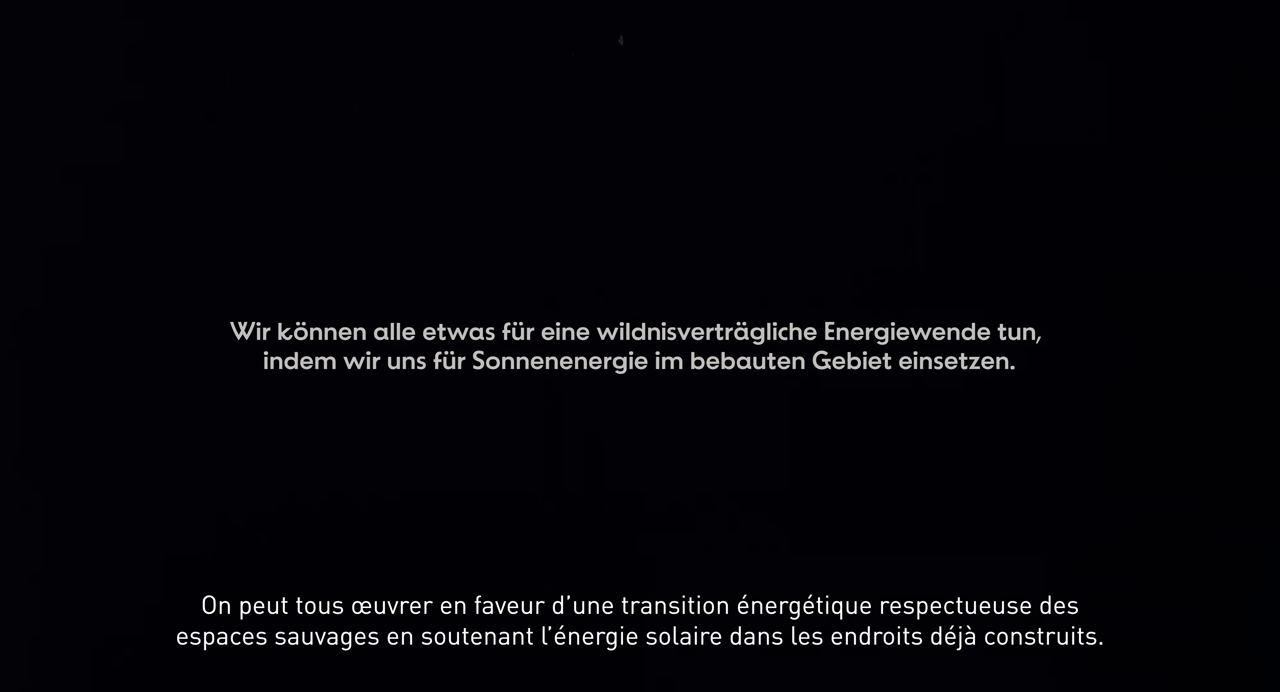 Wir können alle etwas für eine wildnisverträgliche Energiewende tun,
indem wir uns für Sonnenenergie im bebauten Gebiet einsetzen.
On peut tous œuvrer en faveur d’une transition énergétique respectueuse des
espaces sauvages en soutenant l’énergie solaire dans les endroits déjà construits.